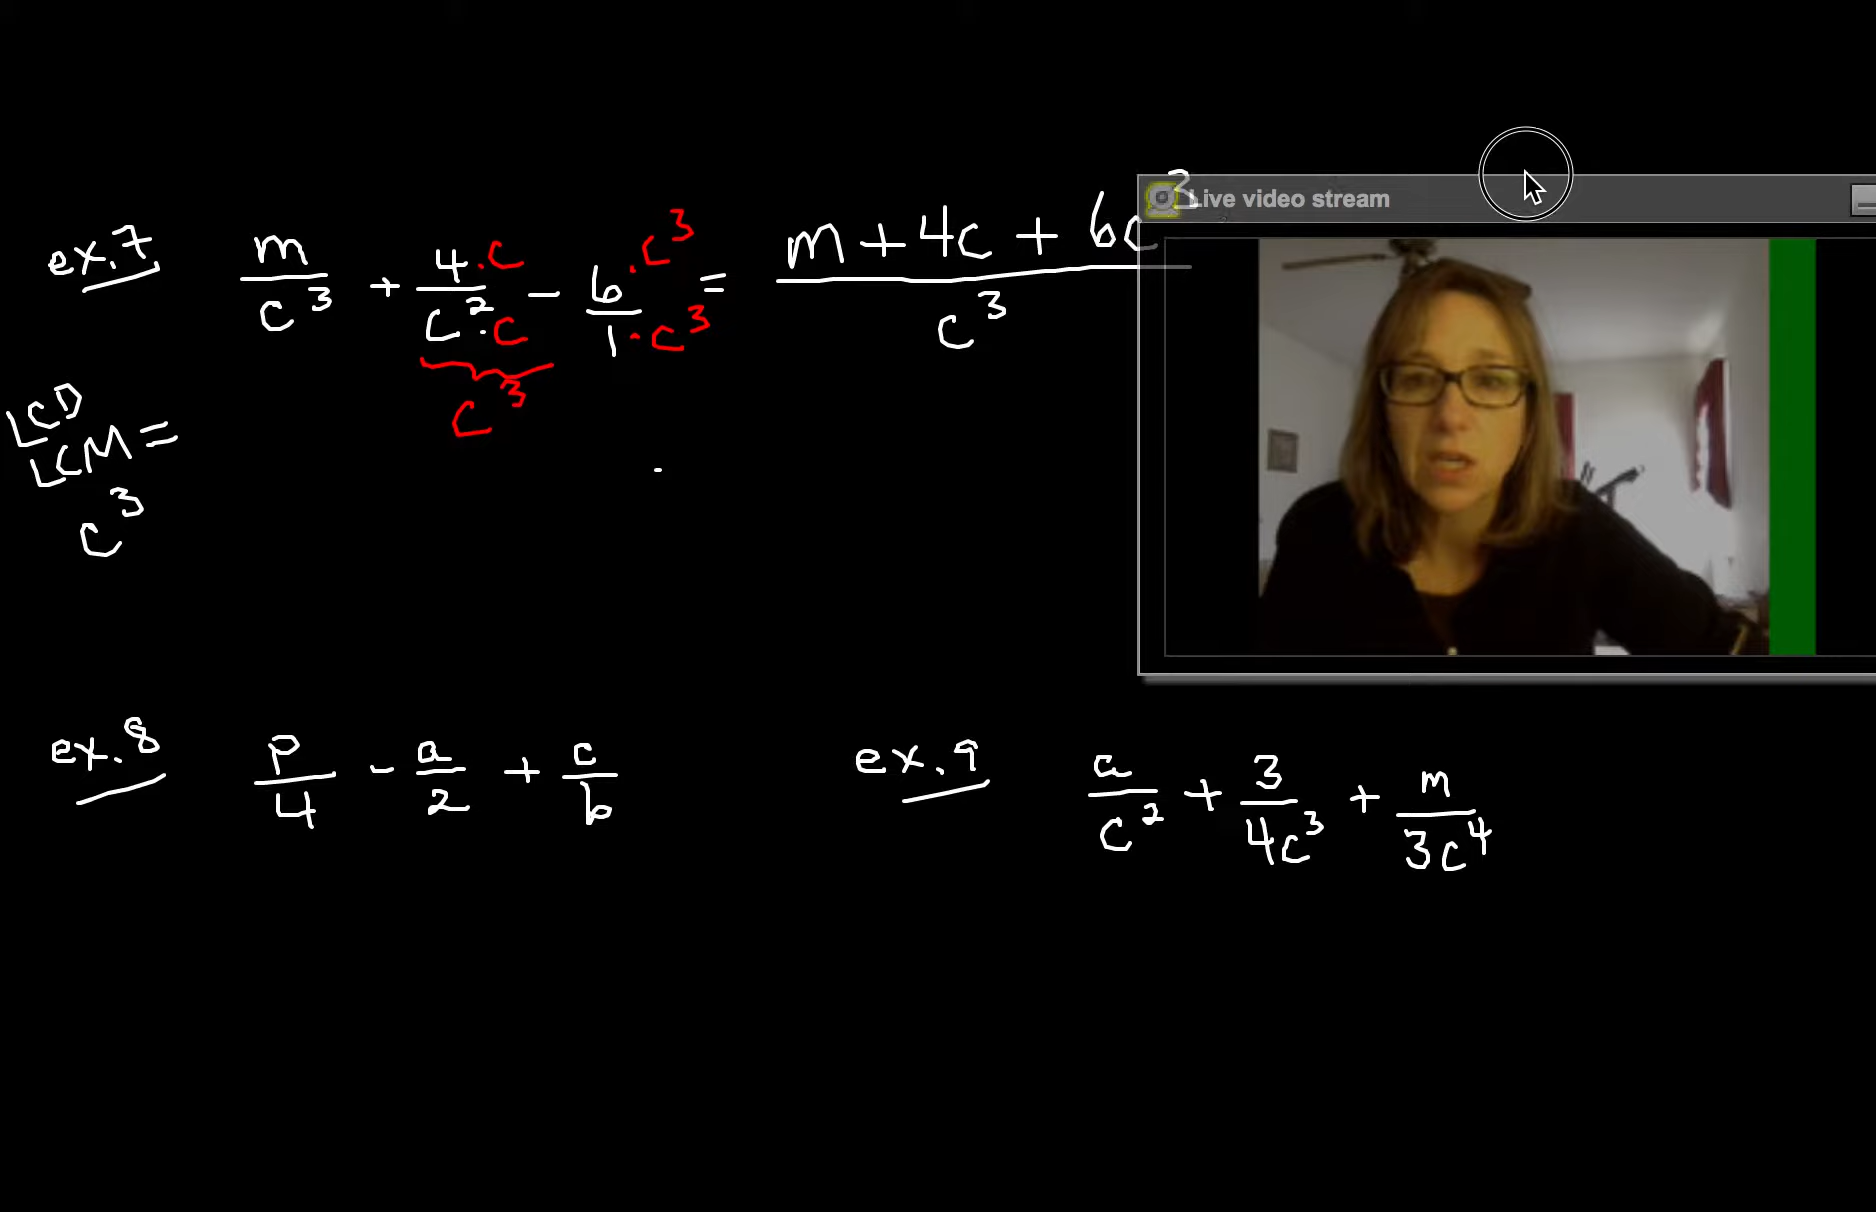 ex.7 m/c³ + 4·c/c²·c − 6·c³/1·c³ = m+4c+6c³/c³
c³
LCD
LCM=
c³
Live video stream
ex.8 p/4 − a/2 + c/b
ex.9 a/c² + 3/4c³ + m/3c⁴